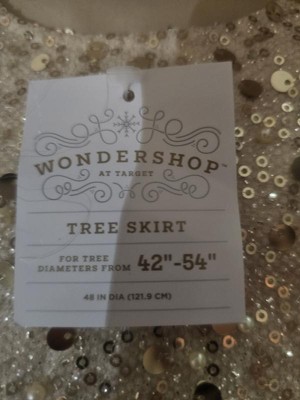 WONDERSHOP™
AT TARGET
TREE SKIRT
FOR TREE
DIAMETERS FROM 42"-54"
48 IN DIA (121.9 CM)